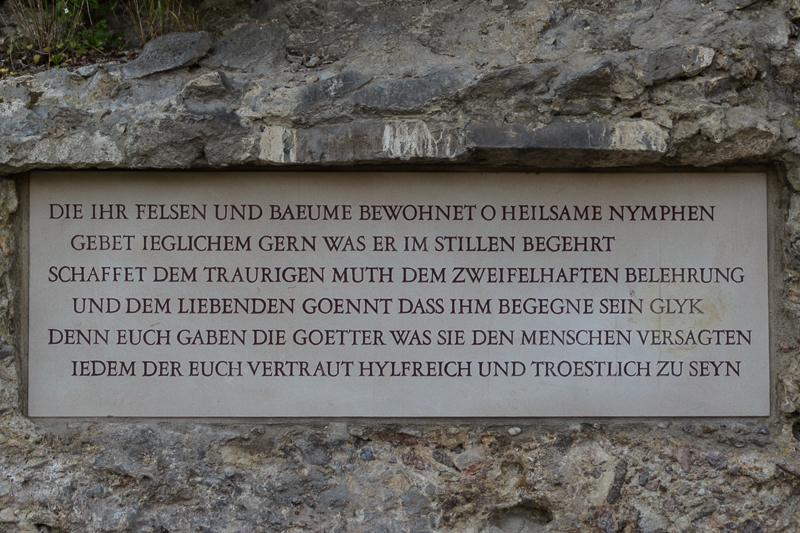 DIE IHR FELSEN UND BAEUME BEWOHNET O HEILSAME NYMPHEN
GEBET IEGLICHEM GERN WAS ER IM STILLEN BEGEHRT
SCHAFFET DEM TRAURIGEN MUTH DEM ZWEIFELHAFTEN BELEHRUNG
UND DEM LIEBENDEN GOENNT DASS IHM BEGEGNE SEIN GLYK
DENN EUCH GABEN DIE GOETTER WAS SIE DEN MENSCHEN VERSAGTEN
IEDEM DER EUCH VERTRAUT HYLFREICH UND TROESTLICH ZU SEYN